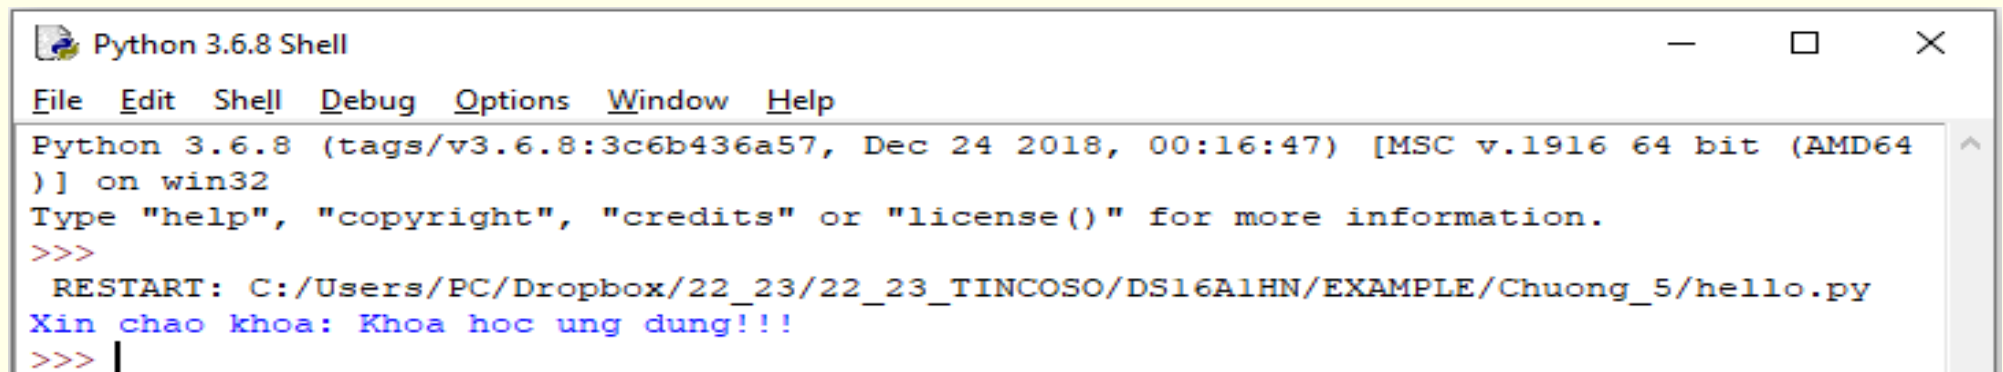 Python 3.6.8 Shell
File Edit Shell Debug Options Window Help
Python 3.6.8 (tags/v3.6.8:3c6b436a57, Dec 24 2018, 00:16:47) [MSC v.1916 64 bit (AMD64
)] on win32
Type "help", "copyright", "credits" or "license()" for more information.
>>>
RESTART: C:/Users/PC/Dropbox/22_23/22_23_TINCOSO/DS16A1HN/EXAMPLE/Chuong_5/hello.py
Xin chao khoa: Khoa hoc ung dung!!!
>>>